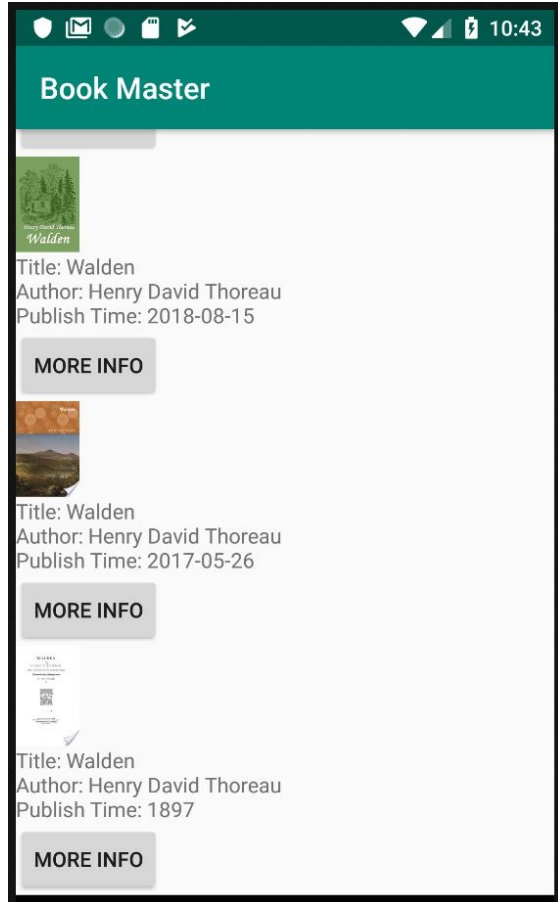 10:43
Book Master
Henry David Thoreau
Walden
Title: Walden
Author: Henry David Thoreau
Publish Time: 2018-08-15
MORE INFO
Walden
Title: Walden
Author: Henry David Thoreau
Publish Time: 2017-05-26
MORE INFO
WALDEN
Title: Walden
Author: Henry David Thoreau
Publish Time: 1897
MORE INFO